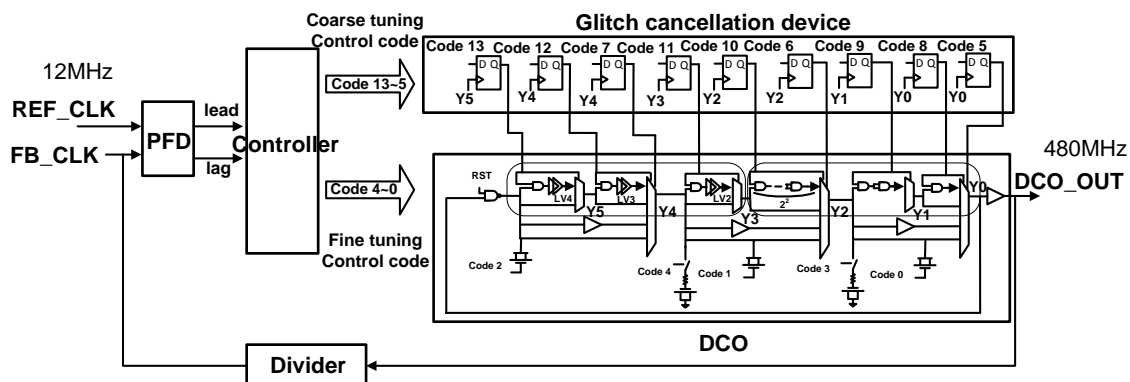 Coarse tuning
Control code
Glitch cancellation device
Code 13 Code 12 Code 7 Code 11 Code 10 Code 6 Code 9 Code 8 Code 5
D Q D Q D Q D Q D Q D Q D Q D Q D Q
Y5 Y4 Y4 Y3 Y2 Y2 Y1 Y0 Y0
Code 13~5
12MHz
REF_CLK
FB_CLK
PFD
lead
lag
Controller
Code 4~0
Fine tuning
Control code
480MHz
DCO_OUT
RST
LV4 LV3 LV2 2²
Y5 Y4 Y3 Y2 Y1 Y0
Code 2 Code 4 Code 1 Code 3 Code 0
DCO
Divider